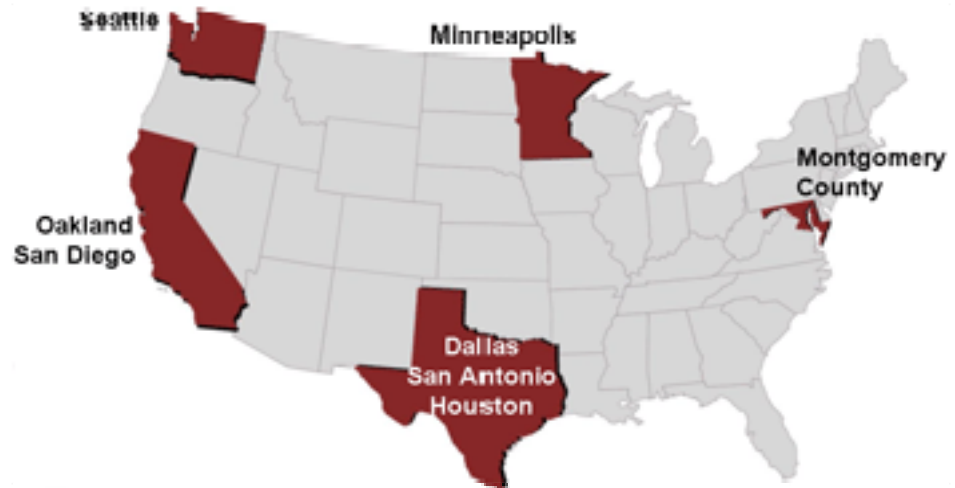 Seattle
Minneapolis
Montgomery
County
Oakland
San Diego
Dallas
San Antonio
Houston